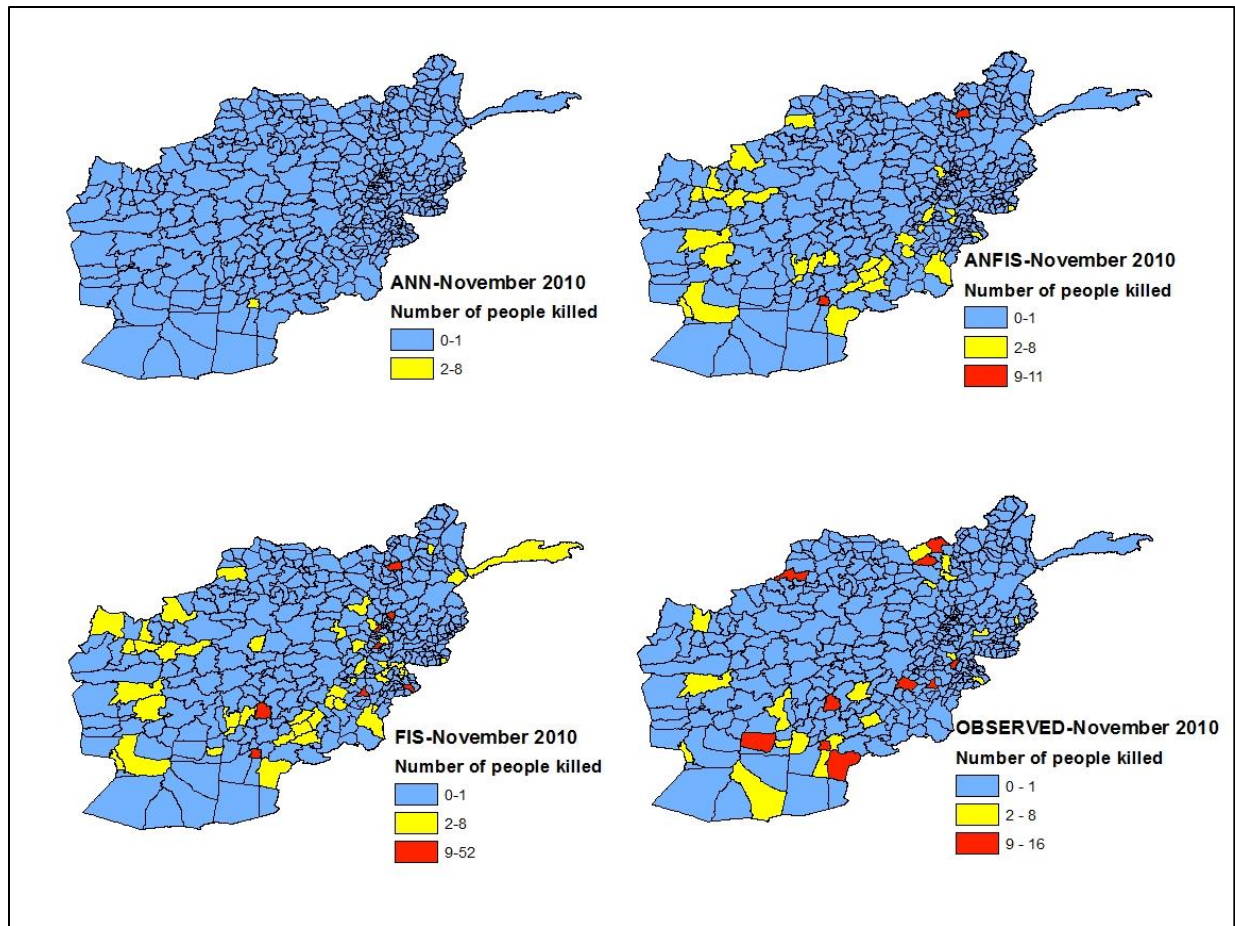 ANN-November 2010
Number of people killed
0-1
2-8
ANFIS-November 2010
Number of people killed
0-1
2-8
9-11
FIS-November 2010
Number of people killed
0-1
2-8
9-52
OBSERVED-November 2010
Number of people killed
0 - 1
2 - 8
9 - 16